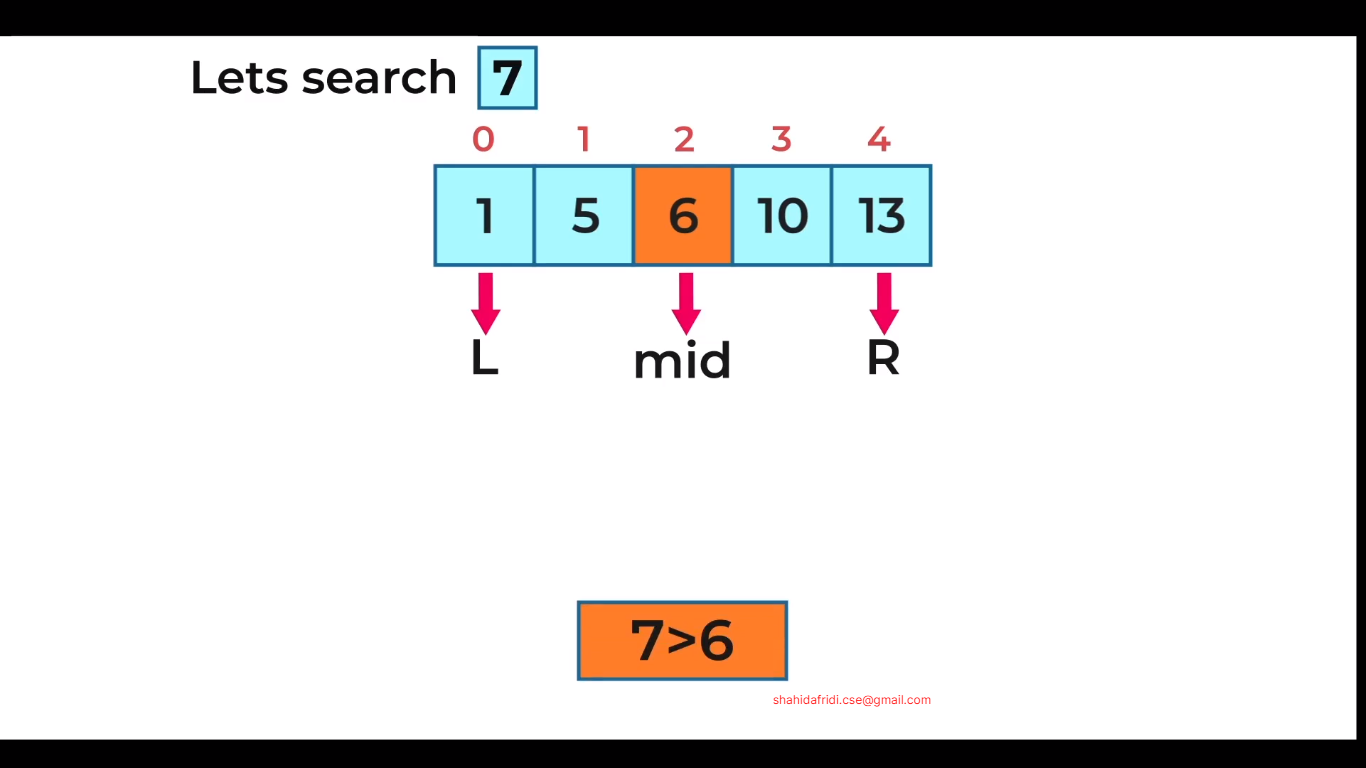 Lets search 7
0 1 2 3 4
1 5 6 10 13
L mid R
7>6
shahidafridi.cse@gmail.com